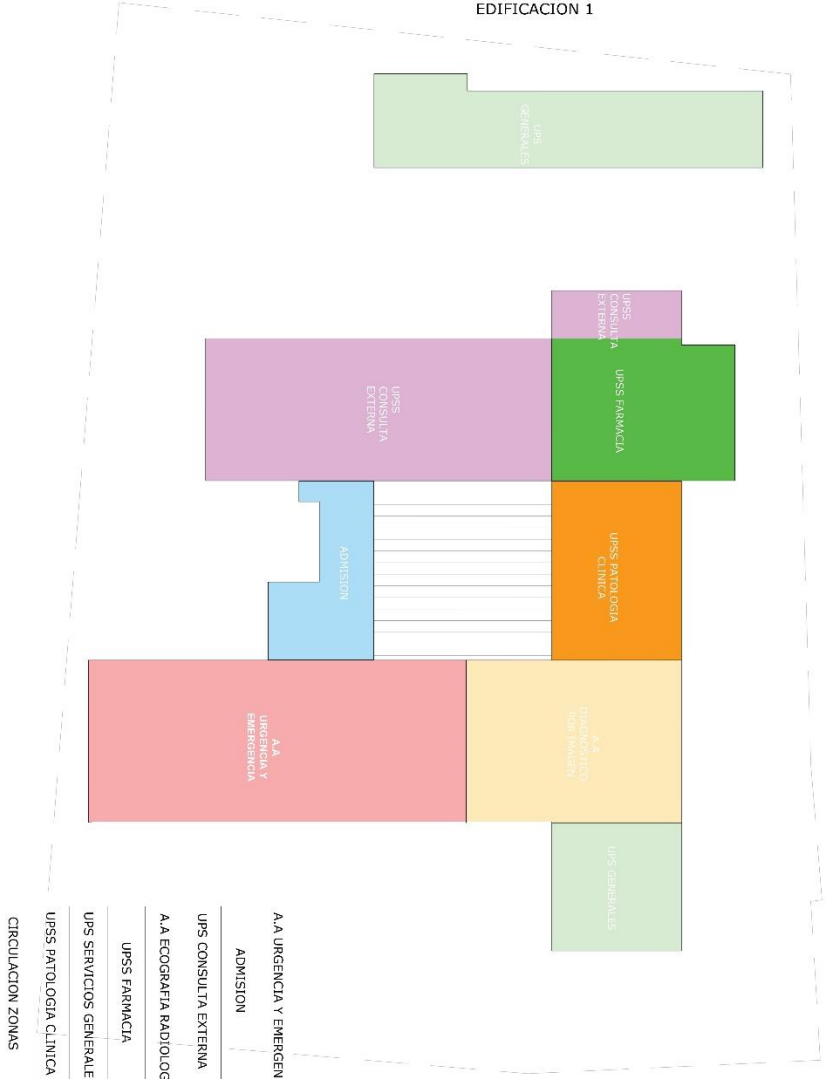 EDIFICACION 1
UPS
GENERALES
UPSS
CONSULTA
EXTERNA
UPSS FARMACIA
UPSS
CONSULTA
EXTERNA
UPSS PATOLOGIA
CLINICA
ADMISION
A.A
DIAGNOSTICO
POR IMAGEN
A.A
URGENCIA Y
EMERGENCIA
UPS GENERALES
A.A URGENCIA Y EMERGEN
ADMISION
UPS CONSULTA EXTERNA
A.A ECOGRAFIA RADIOLOG
UPSS FARMACIA
UPS SERVICIOS GENERALE
UPSS PATOLOGIA CLINICA
CIRCULACION ZONAS